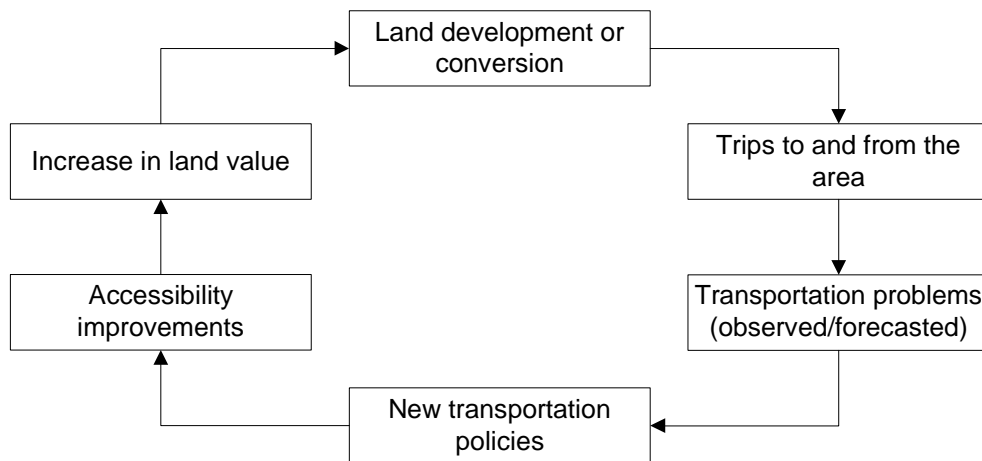 Land development or
conversion
Increase in land value
Trips to and from the
area
Accessibility
improvements
Transportation problems
(observed/forecasted)
New transportation
policies